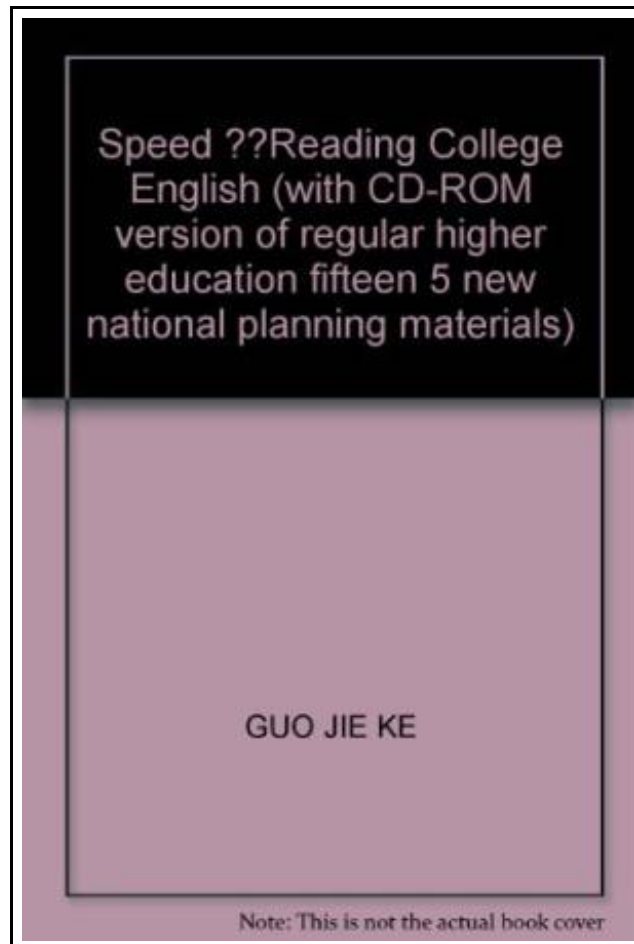 Speed ??Reading College
English (with CD-ROM
version of regular higher
education fifteen 5 new
national planning materials)
GUO JIE KE
Note: This is not the actual book cover